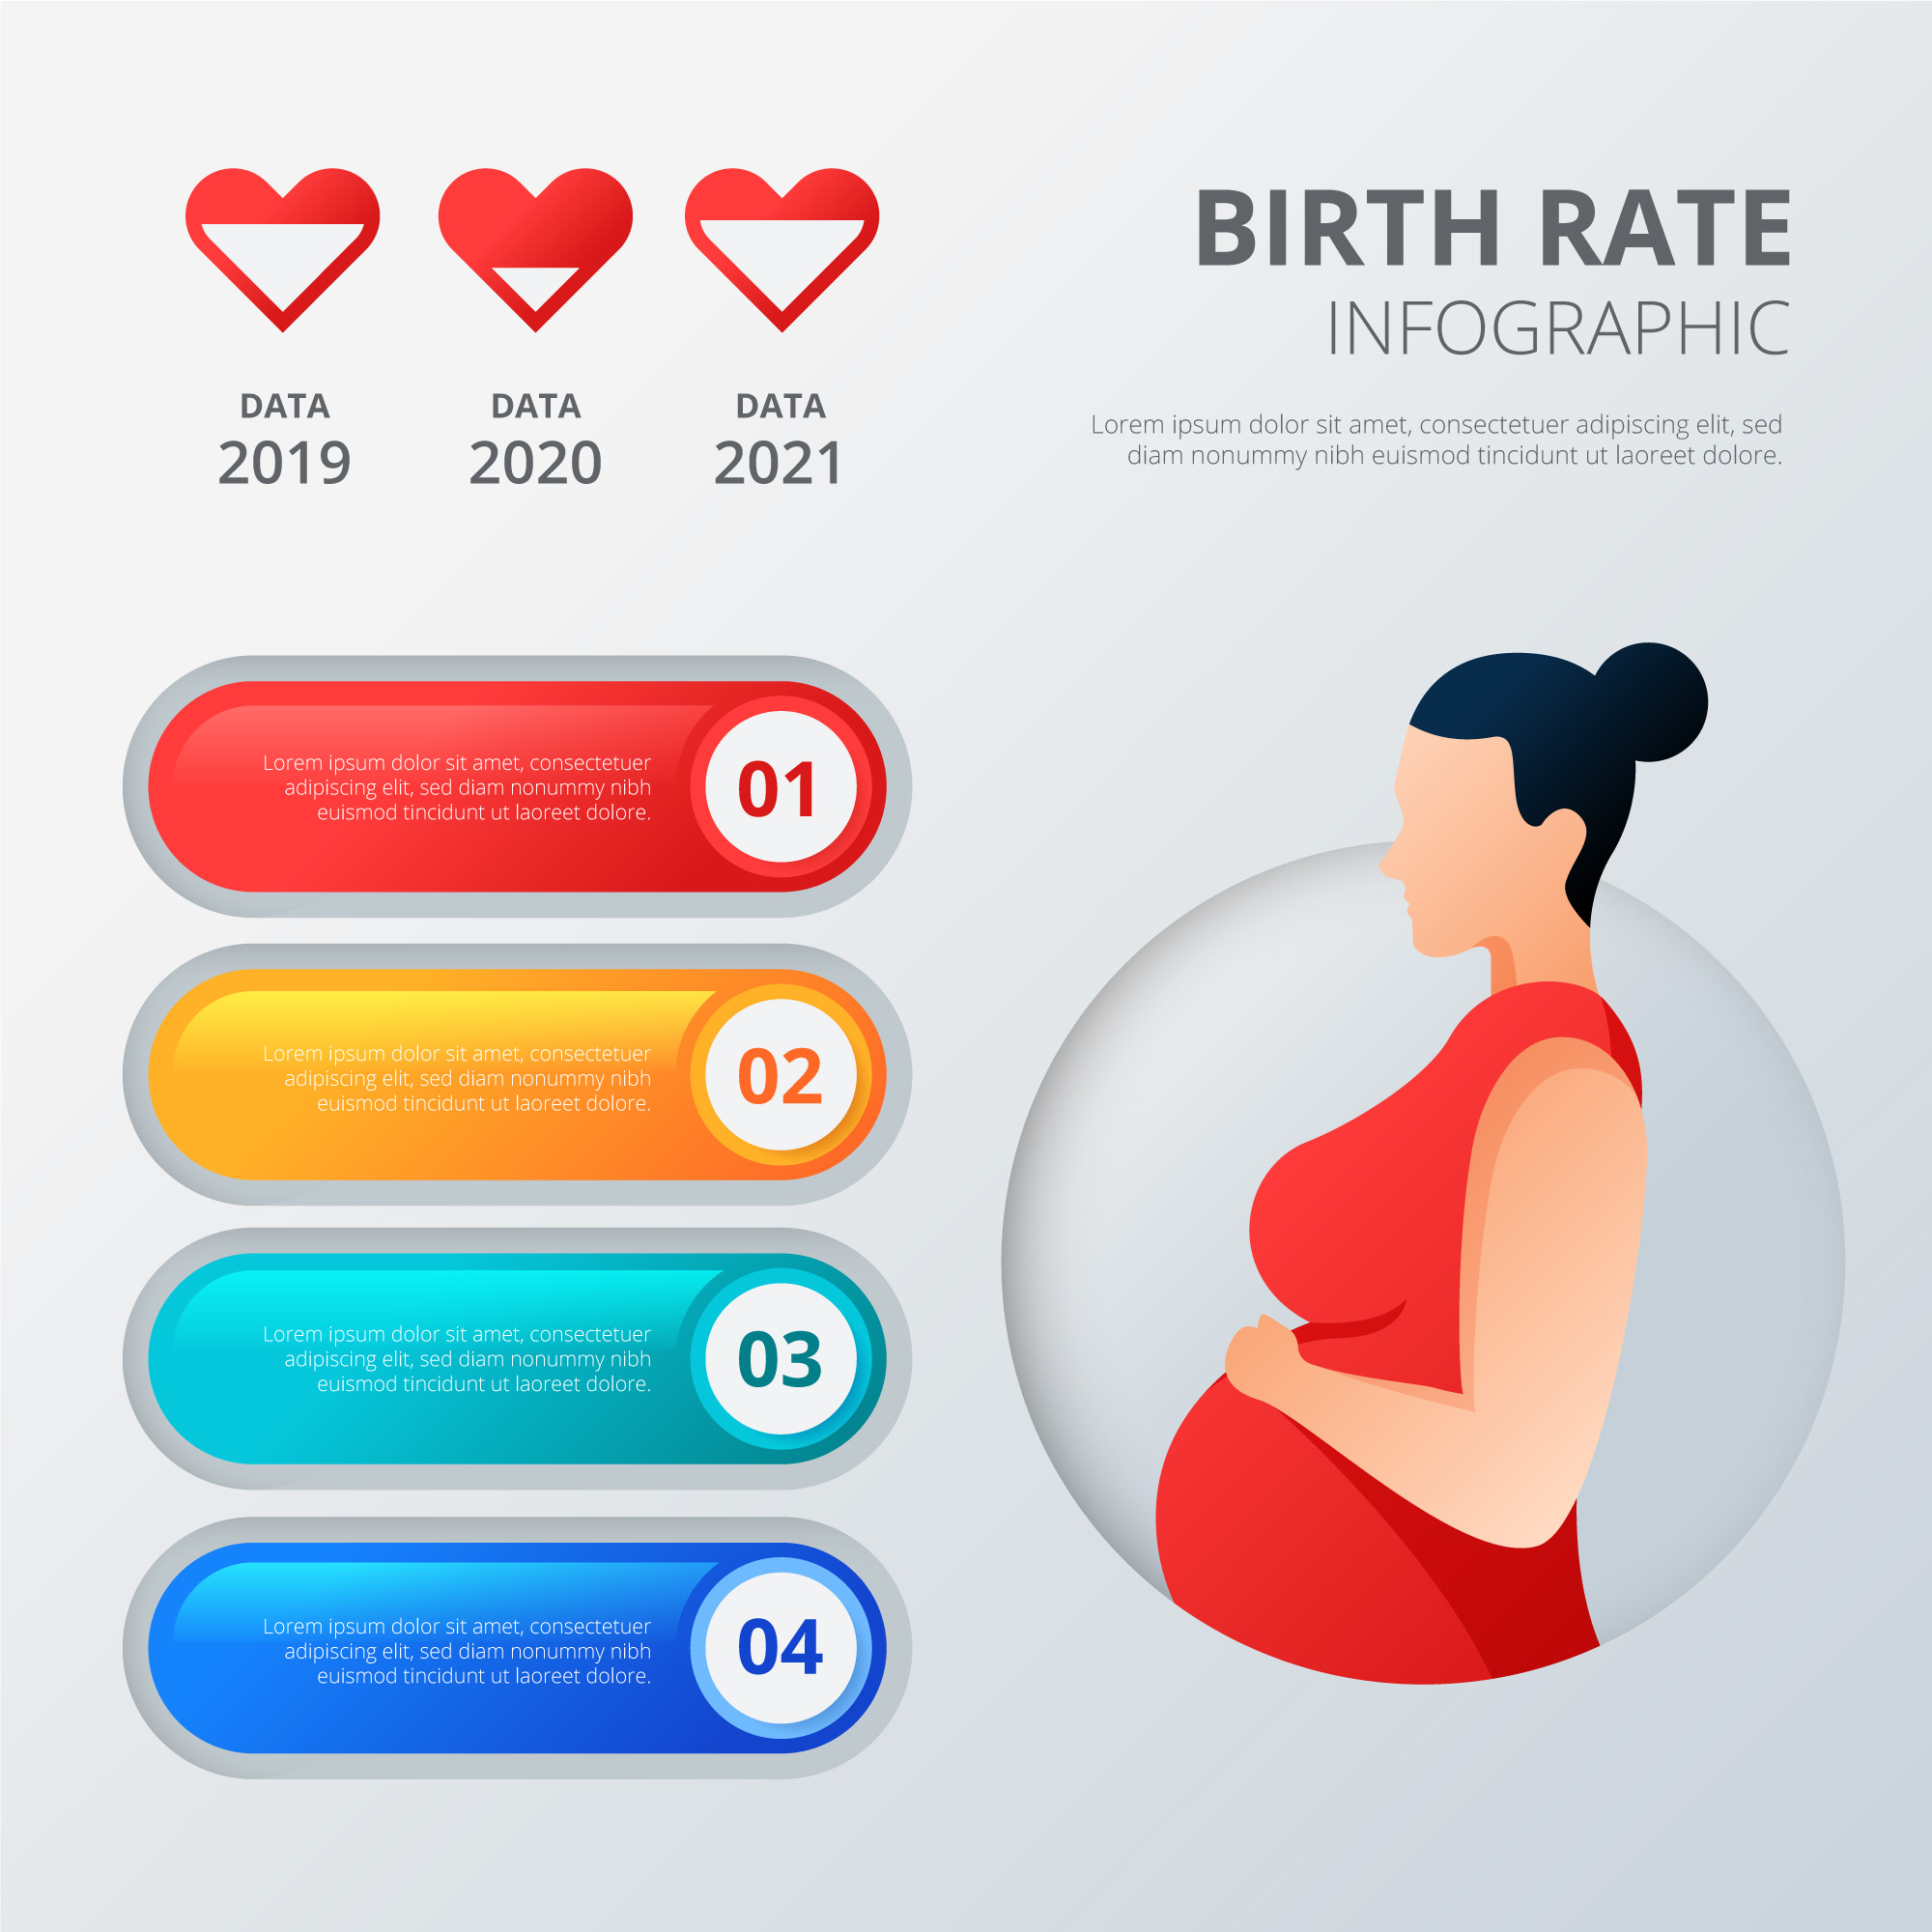 BIRTH RATE
INFOGRAPHIC
Lorem ipsum dolor sit amet, consectetuer adipiscing elit, sed
diam nonummy nibh euismod tincidunt ut laoreet dolore.
DATA
2019
DATA
2020
DATA
2021
Lorem ipsum dolor sit amet, consectetuer
adipiscing elit, sed diam nonummy nibh
euismod tincidunt ut laoreet dolore.
01
Lorem ipsum dolor sit amet, consectetuer
adipiscing elit, sed diam nonummy nibh
euismod tincidunt ut laoreet dolore.
02
Lorem ipsum dolor sit amet, consectetuer
adipiscing elit, sed diam nonummy nibh
euismod tincidunt ut laoreet dolore.
03
Lorem ipsum dolor sit amet, consectetuer
adipiscing elit, sed diam nonummy nibh
euismod tincidunt ut laoreet dolore.
04